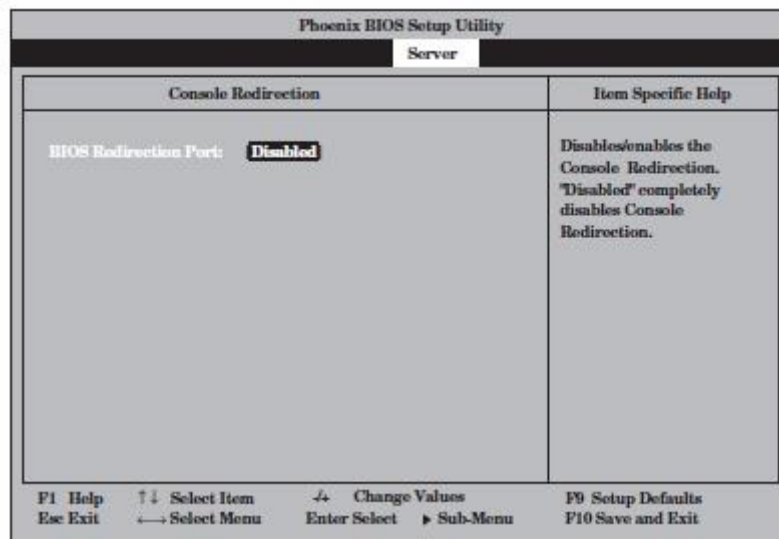 Phoenix BIOS Setup Utility
Server
Console Redirection
Item Specific Help
BIOS Redirection Port: [Disabled]
Disables/enables the
Console Redirection.
"Disabled" completely
disables Console
Redirection.
F1 Help ↑↓ Select Item -/+ Change Values F9 Setup Defaults
Esc Exit ←→ Select Menu Enter Select ▶ Sub-Menu F10 Save and Exit